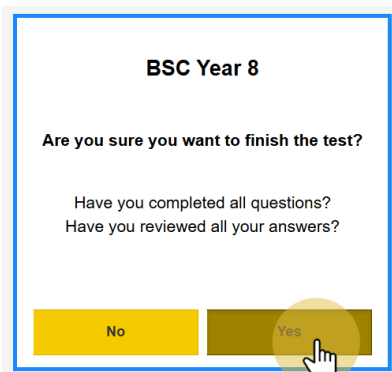 BSC Year 8
Are you sure you want to finish the test?
Have you completed all questions?
Have you reviewed all your answers?
No
Yes